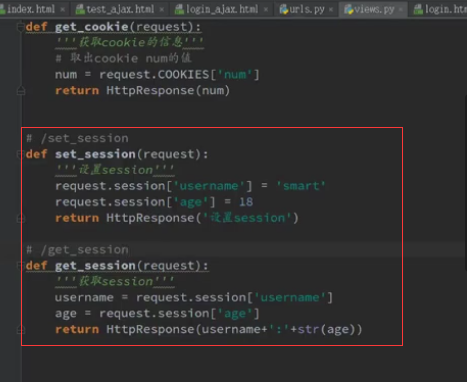 index.html × test_ajax.html × login_ajax.html × urls.py × views.py × login.htm
def get_cookie(request):
'''获取cookie的信息'''
# 取出cookie num的值
num = request.COOKIES['num']
return HttpResponse(num)
# /set_session
def set_session(request):
'''设置session'''
request.session['username'] = 'smart'
request.session['age'] = 18
return HttpResponse('设置session')
# /get_session
def get_session(request):
'''获取session'''
username = request.session['username']
age = request.session['age']
return HttpResponse(username+':'+str(age))